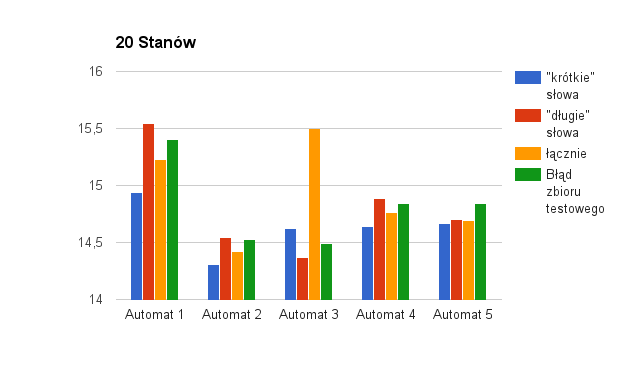 20 Stanów
16
15,5
15
14,5
14
Automat 1
Automat 2
Automat 3
Automat 4
Automat 5
"krótkie"
słowa
"długie"
słowa
łącznie
Błąd
zbioru
testowego